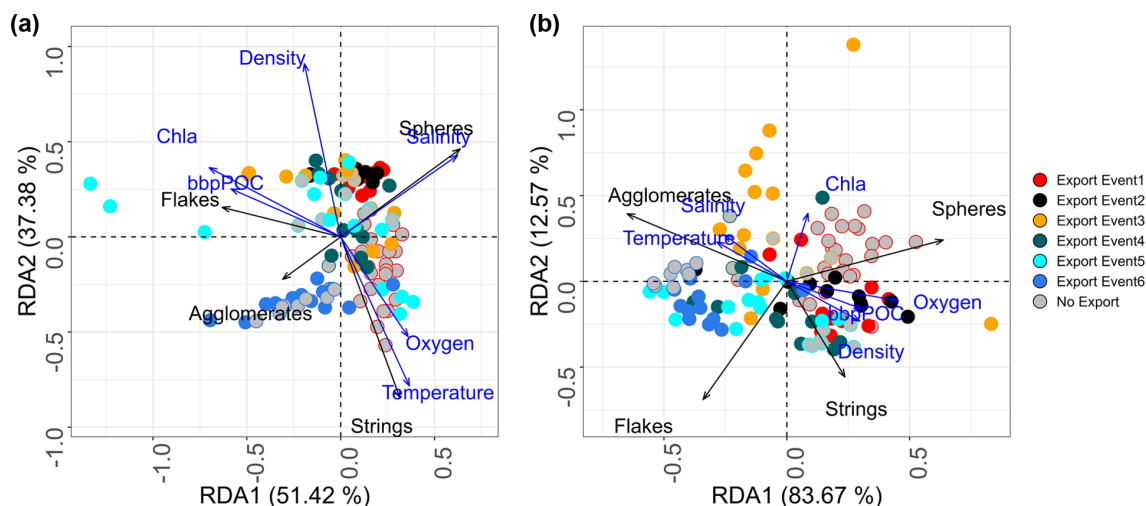 (a)
1.0
0.5
0.0
-0.5
-1.0
RDA2 (37.38 %)
Density
Chla
Spheres
Salinity
bbpPOC
Flakes
Agglomerates
Oxygen
Temperature
Strings
-1.0
-0.5
0.0
0.5
RDA1 (51.42 %)
(b)
1.0
0.5
0.0
-0.5
RDA2 (12.57 %)
Agglomerates
Chla
Salinity
Spheres
Temperature
Oxygen
bbpPOC
Density
Strings
Flakes
-0.5
0.0
0.5
RDA1 (83.67 %)
Export Event1
Export Event2
Export Event3
Export Event4
Export Event5
Export Event6
No Export